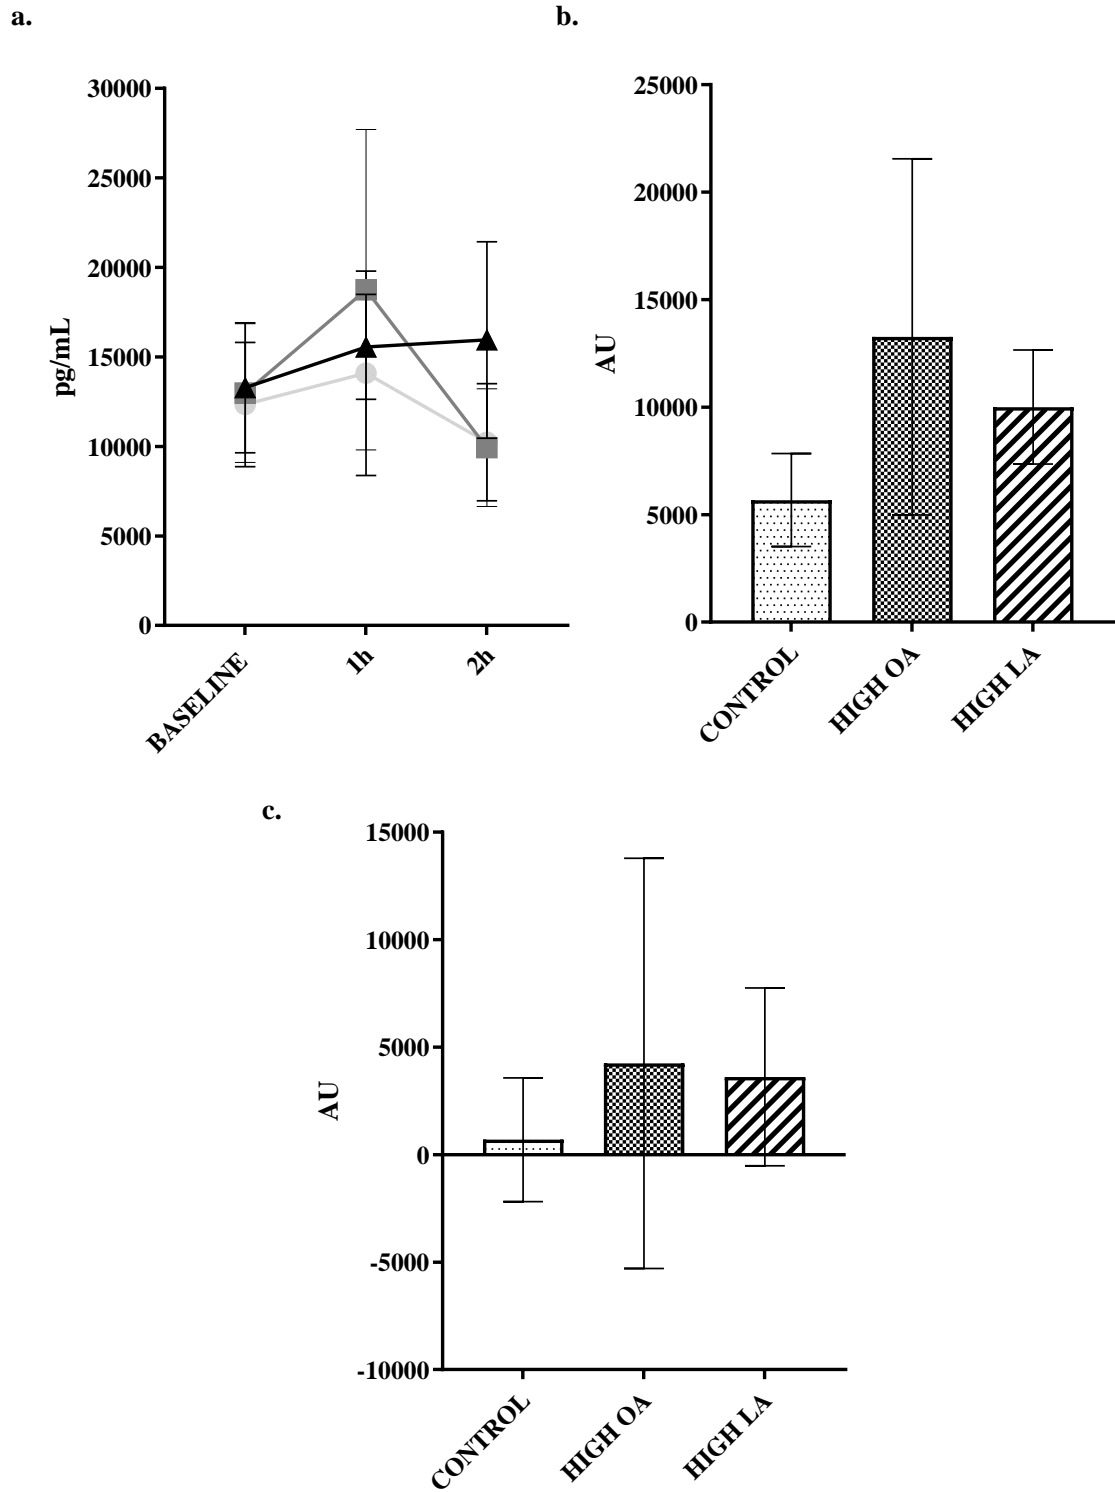 a.
30000
25000
20000
15000
10000
5000
0
pg/mL
BASELINE
1h
2h
b.
25000
20000
15000
10000
5000
0
AU
CONTROL
HIGH OA
HIGH LA
c.
15000
10000
5000
0
-5000
-10000
AU
CONTROL
HIGH OA
HIGH LA